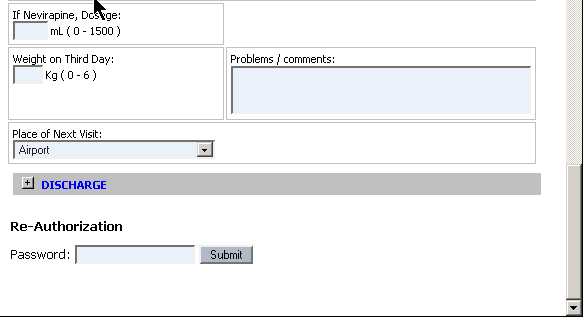 If Nevirapine, Dosage:
mL ( 0 - 1500 )
Weight on Third Day:
Kg ( 0 - 6 )
Problems / comments:
Place of Next Visit:
Airport
DISCHARGE
Re-Authorization
Password:
Submit